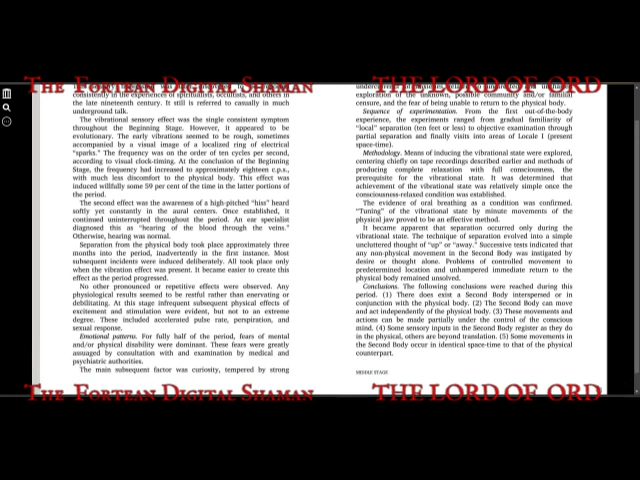 THE FORTEAN DIGITAL SHAMAN
consistently in the experiences of spiritualists, occultists, and others in
the late nineteenth century. It still is referred to casually in much
underground talk.
The vibrational sensory effect was the single consistent symptom
throughout the Beginning Stage. However, it appeared to be
evolutionary. The early vibrations seemed to be rough, sometimes
accompanied by a visual image of a localized ring of electrical
"sparks." The frequency was on the order of ten cycles per second,
according to visual clock-timing. At the conclusion of the Beginning
Stage, the frequency had increased to approximately eighteen c.p.s.,
with much less discomfort to the physical body. This effect was
induced willfully some 59 per cent of the time in the latter portions of
the period.
The second effect was the awareness of a high-pitched "hiss" heard
softly yet constantly in the aural centers. Once established, it
continued uninterrupted throughout the period. An ear specialist
diagnosed this as "hearing of the blood through the veins."
Otherwise, hearing was normal.
Separation from the physical body took place approximately three
months into the period, inadvertently in the first instance. Most
subsequent incidents were induced deliberately. All took place only
when the vibration effect was present. It became easier to create this
effect as the period progressed.
No other pronounced or repetitive effects were observed. Any
physiological results seemed to be restful rather than enervating or
debilitating. At this stage infrequent subsequent physical effects of
excitement and stimulation were evident, but not to an extreme
degree. These included accelerated pulse rate, perspiration, and
sexual response.
Emotional patterns. For fully half of the period, fears of mental
and/or physical disability were dominant. These fears were greatly
assuaged by consultation with and examination by medical and
psychiatric authorities.
The main subsequent factor was curiosity, tempered by strong
THE FORTEAN DIGITAL SHAMAN
THE LORD OF ORD
exploration of the unknown, possible community and/or familial
censure, and the fear of being unable to return to the physical body.
Sequence of experimentation. From the first out-of-the-body
experience, the experiments ranged from gradual familiarity of
"local" separation (ten feet or less) to objective examination through
partial separation and finally visits into areas of Locale I (present
space-time).
Methodology. Means of inducing the vibrational state were explored,
centering chiefly on tape recordings described earlier and methods of
producing complete relaxation with full consciousness, the
prerequisite for the vibrational state. It was determined that
achievement of the vibrational state was relatively simple once the
consciousness-relaxed condition was established.
The evidence of oral breathing as a condition was confirmed.
"Tuning" of the vibrational state by minute movements of the
physical jaw proved to be an effective method.
It became apparent that separation occurred only during the
vibrational state. The technique of separation evolved into a simple
uncluttered thought of "up" or "away." Successive tests indicated that
any non-physical movement in the Second Body was instigated by
desire or thought alone. Problems of controlled movement to
predetermined location and unhampered immediate return to the
physical body remained unsolved.
Conclusions. The following conclusions were reached during this
period. (1) There does exist a Second Body interspersed or in
conjunction with the physical body. (2) The Second Body can move
and act independently of the physical body. (3) These movements and
actions can be made partially under the control of the conscious
mind. (4) Some sensory inputs in the Second Body register as they do
in the physical, others are beyond translation. (5) Some movements in
the Second Body occur in identical space-time to that of the physical
counterpart.
MIDDLE STAGE
THE LORD OF ORD